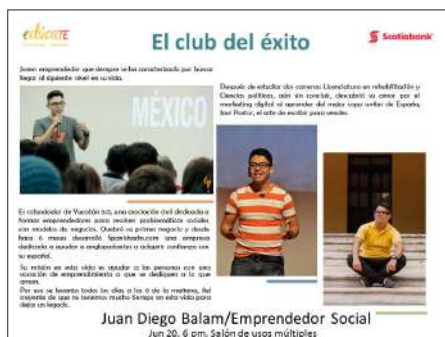 edúcaTE
El club del éxito
Scotiabank
Joven emprendedor que siempre se ha caracterizado por buscar
llegar al siguiente nivel en su vida.
Después de estudiar dos carreras Licenciatura en rehabilitación y
Ciencias políticas, aún sin concluir, descubrió su amor por el
marketing digital al aprender del mejor copy writer de España,
Javi Pastor, el arte de escribir para vender.
MÉXICO
Es cofundador de Yucatán una asociación civil dedicada a
formar emprendedores para resolver problemáticas sociales
con modelos de negocios. Quebró su primer negocio y desde
hace 6 meses desarrolló una empresa
dedicada a ayudar a angloparlantes a adquirir confianza con
su español.
Su misión en esta vida es ayudar a las personas con una
vocación de emprendimiento a que se dediquen a lo que
aman.
Por eso se levanta todos los días a las 6 de la mañana, fiel
creyente de que no tenemos mucho tiempo en esta vida para
dejar un legado.
Juan Diego Balam/Emprendedor Social
Jun 20, 6 pm, Salón de usos múltiples